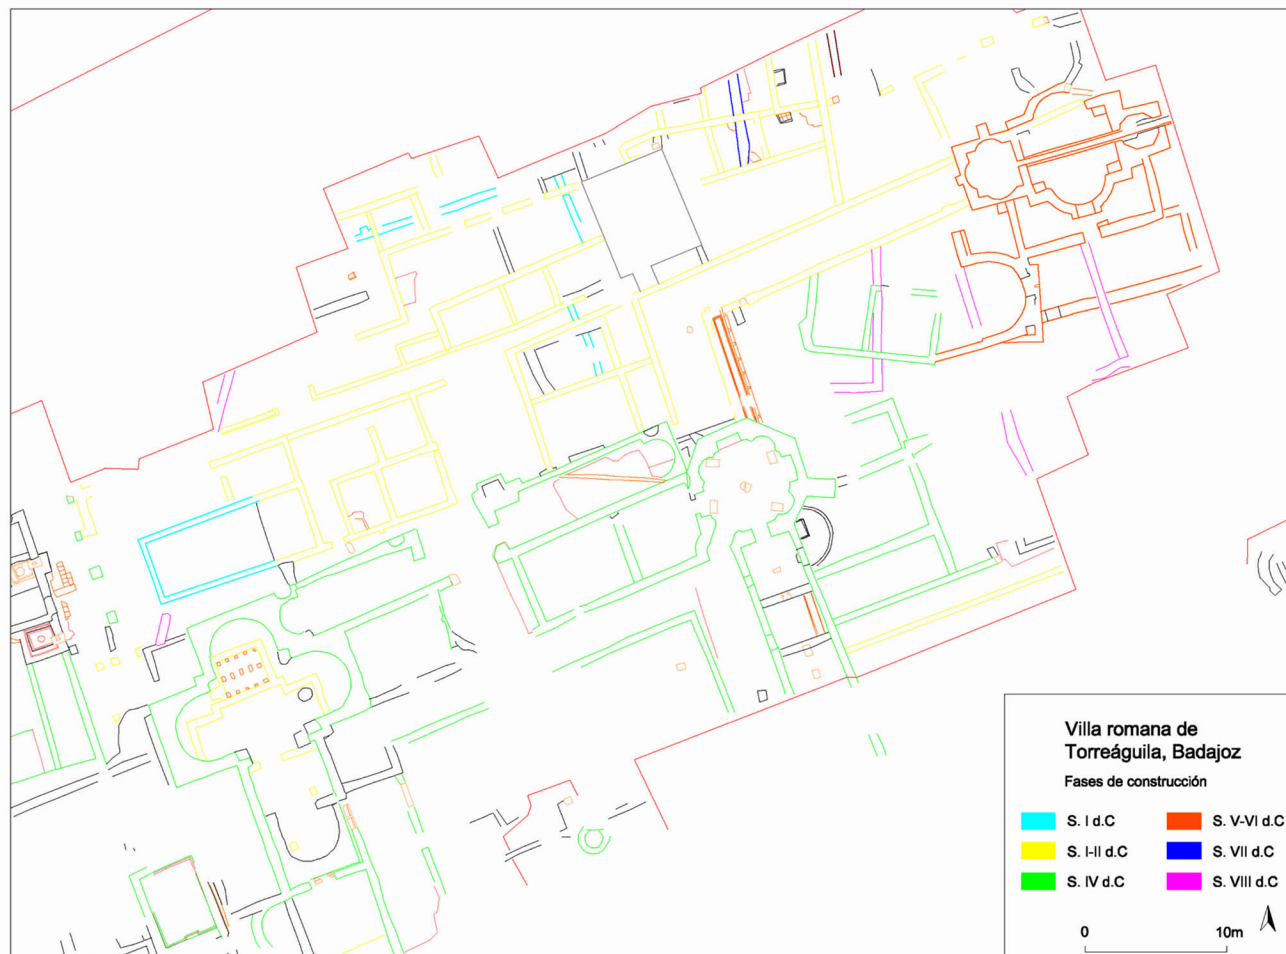 Villa romana de
Torreáguila, Badajoz
Fases de construcción
S. I d.C
S. V-VI d.C
S. I-II d.C
S. VII d.C
S. IV d.C
S. VIII d.C
0 10m